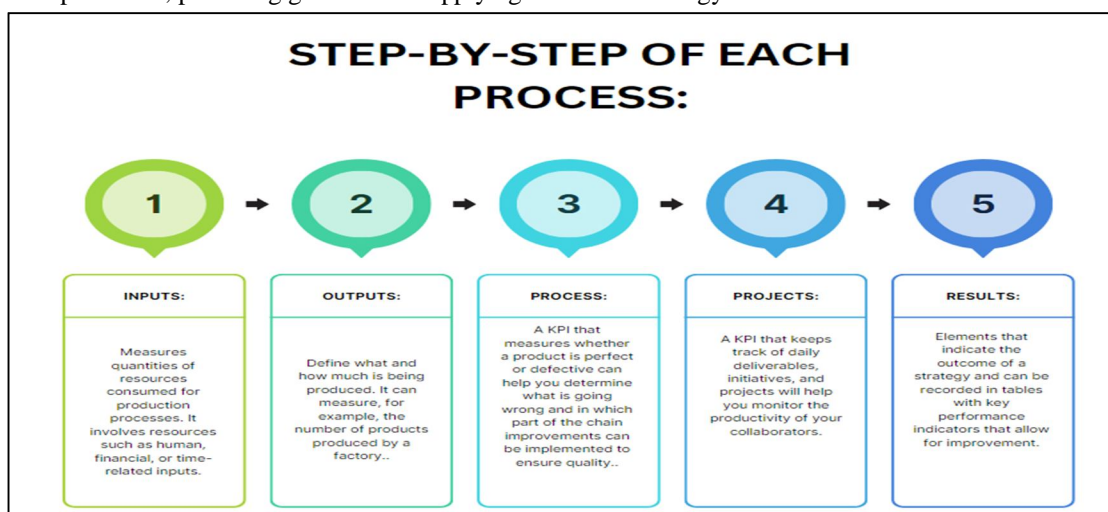 STEP-BY-STEP OF EACH
PROCESS:
1
2
3
4
5
INPUTS:
Measures
quantities of
resources
consumed for
production
processes. It
involves resources
such as human,
financial, or time-
related inputs.
OUTPUTS:
Define what and
how much is being
produced. It can
measure, for
example, the
number of products
produced by a
factory..
PROCESS:
A KPI that
measures whether
a product is perfect
or defective can
help you determine
what is going
wrong and in which
part of the chain
improvements can
be implemented to
ensure quality..
PROJECTS:
A KPI that keeps
track of daily
deliverables,
initiatives, and
projects will help
you monitor the
productivity of your
collaborators.
RESULTS:
Elements that
indicate the
outcome of a
strategy and can be
recorded in tables
with key
performance
indicators that allow
for improvement.